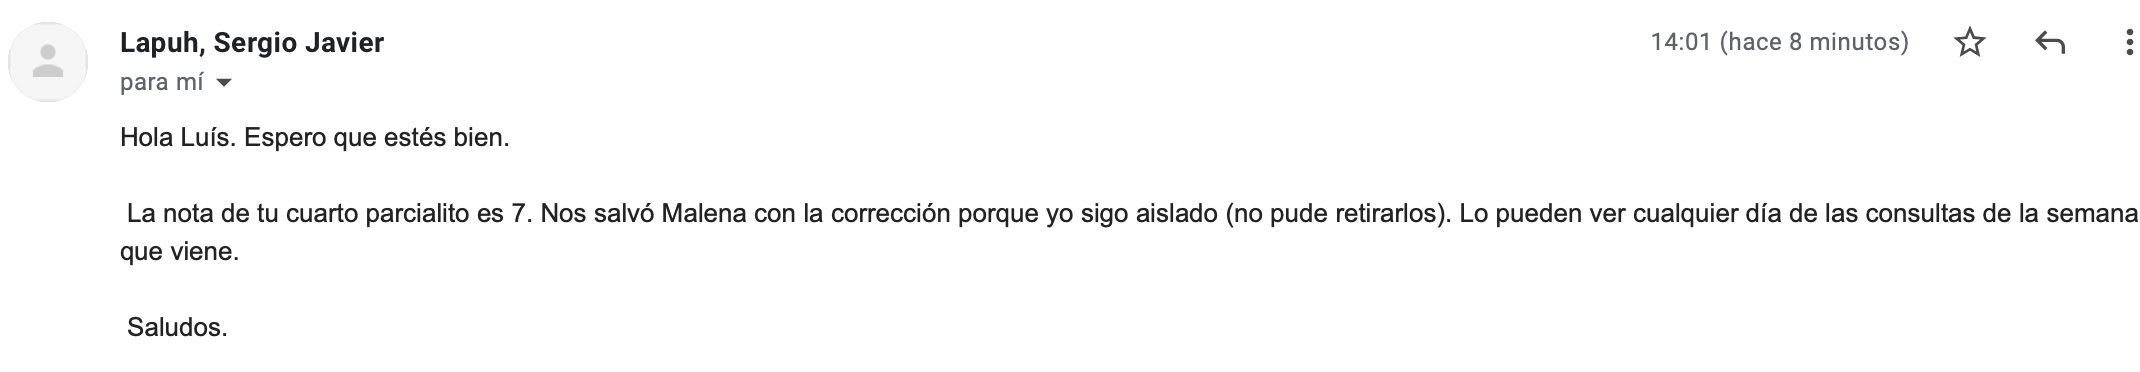 Lapuh, Sergio Javier
14:01 (hace 8 minutos)
para mí
Hola Luís. Espero que estés bien.
La nota de tu cuarto parcialito es 7. Nos salvó Malena con la corrección porque yo sigo aislado (no pude retirarlos). Lo pueden ver cualquier día de las consultas de la semana
que viene.
Saludos.